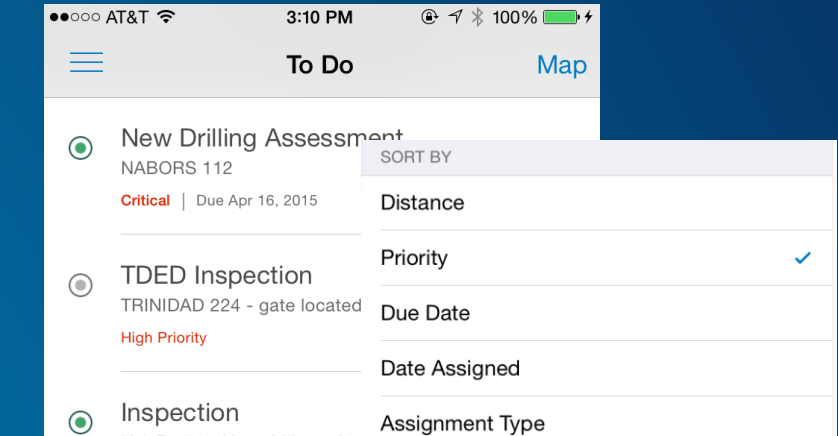 AT&T 3:10 PM 100%
To Do Map
New Drilling Assessment
NABORS 112
Critical | Due Apr 16, 2015
TDED Inspection
TRINIDAD 224 - gate located
High Priority
Inspection
SORT BY
Distance
Priority
Due Date
Date Assigned
Assignment Type